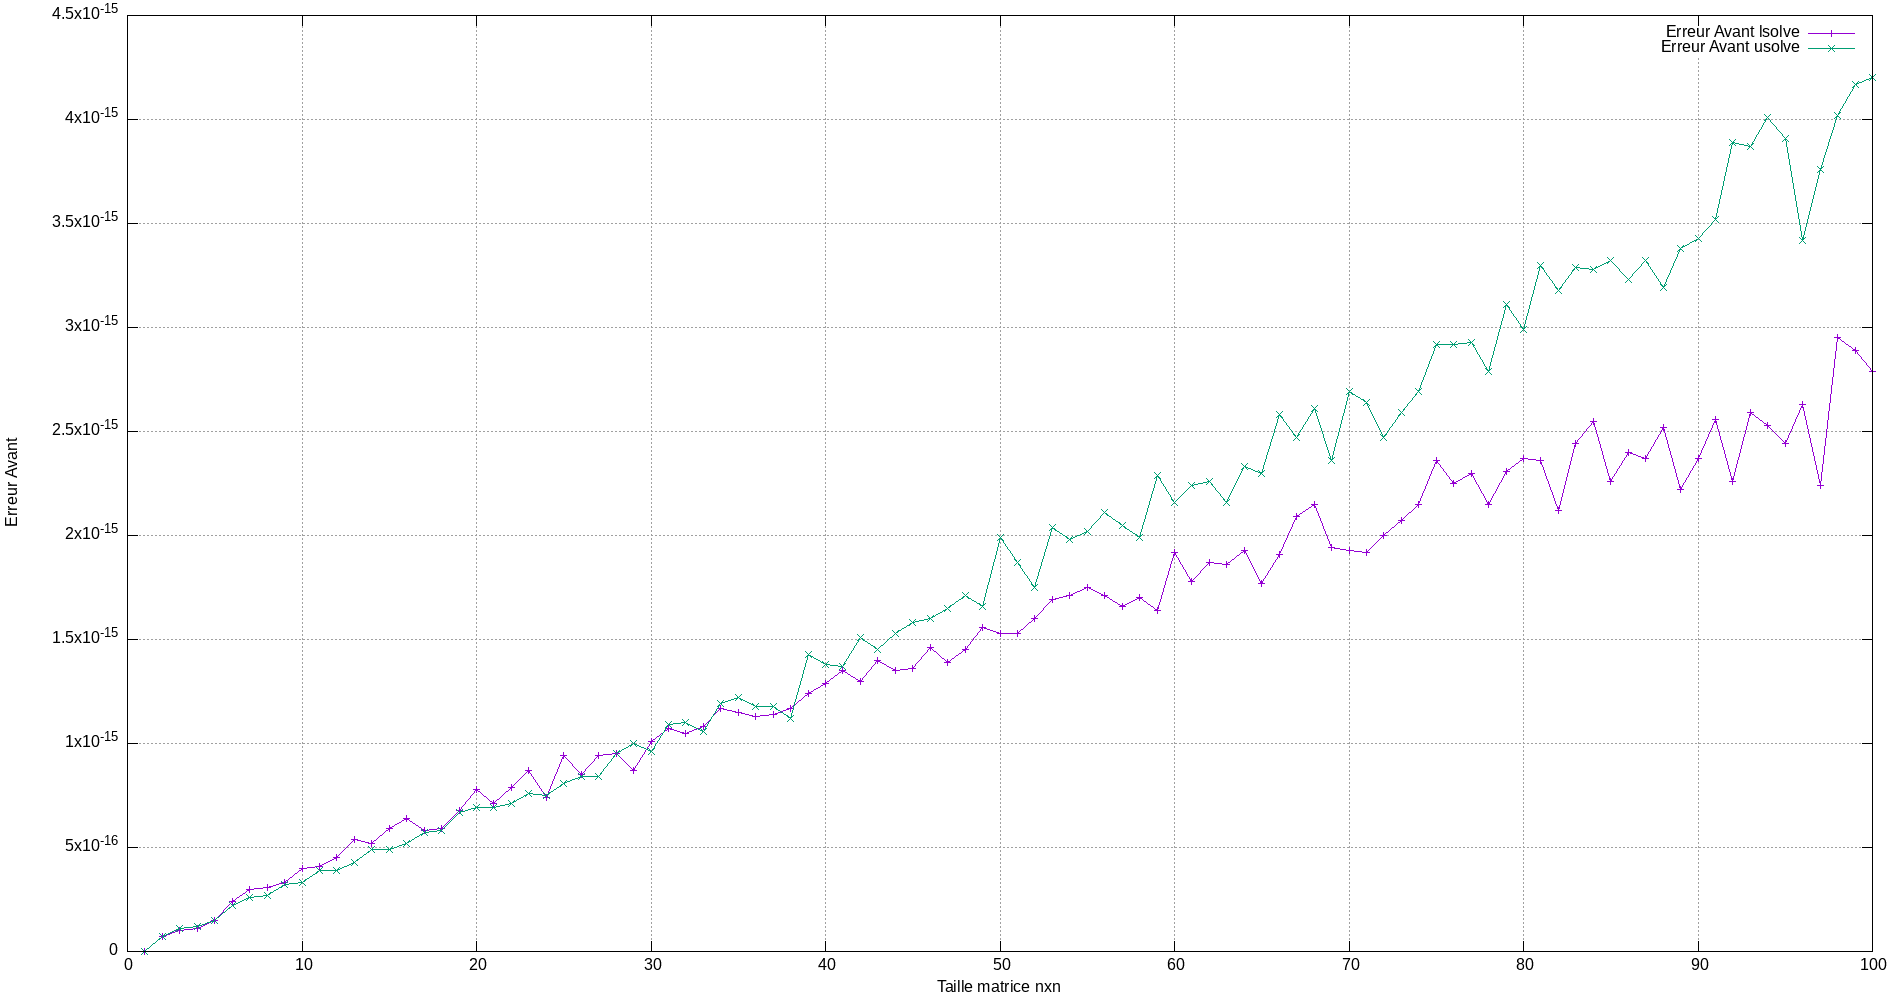 4.5x10-15
4x10-15
3.5x10-15
3x10-15
2.5x10-15
2x10-15
1.5x10-15
1x10-15
5x10-16
0
Erreur Avant
Erreur Avant lsolve
Erreur Avant usolve
0 10 20 30 40 50 60 70 80 90 100
Taille matrice nxn